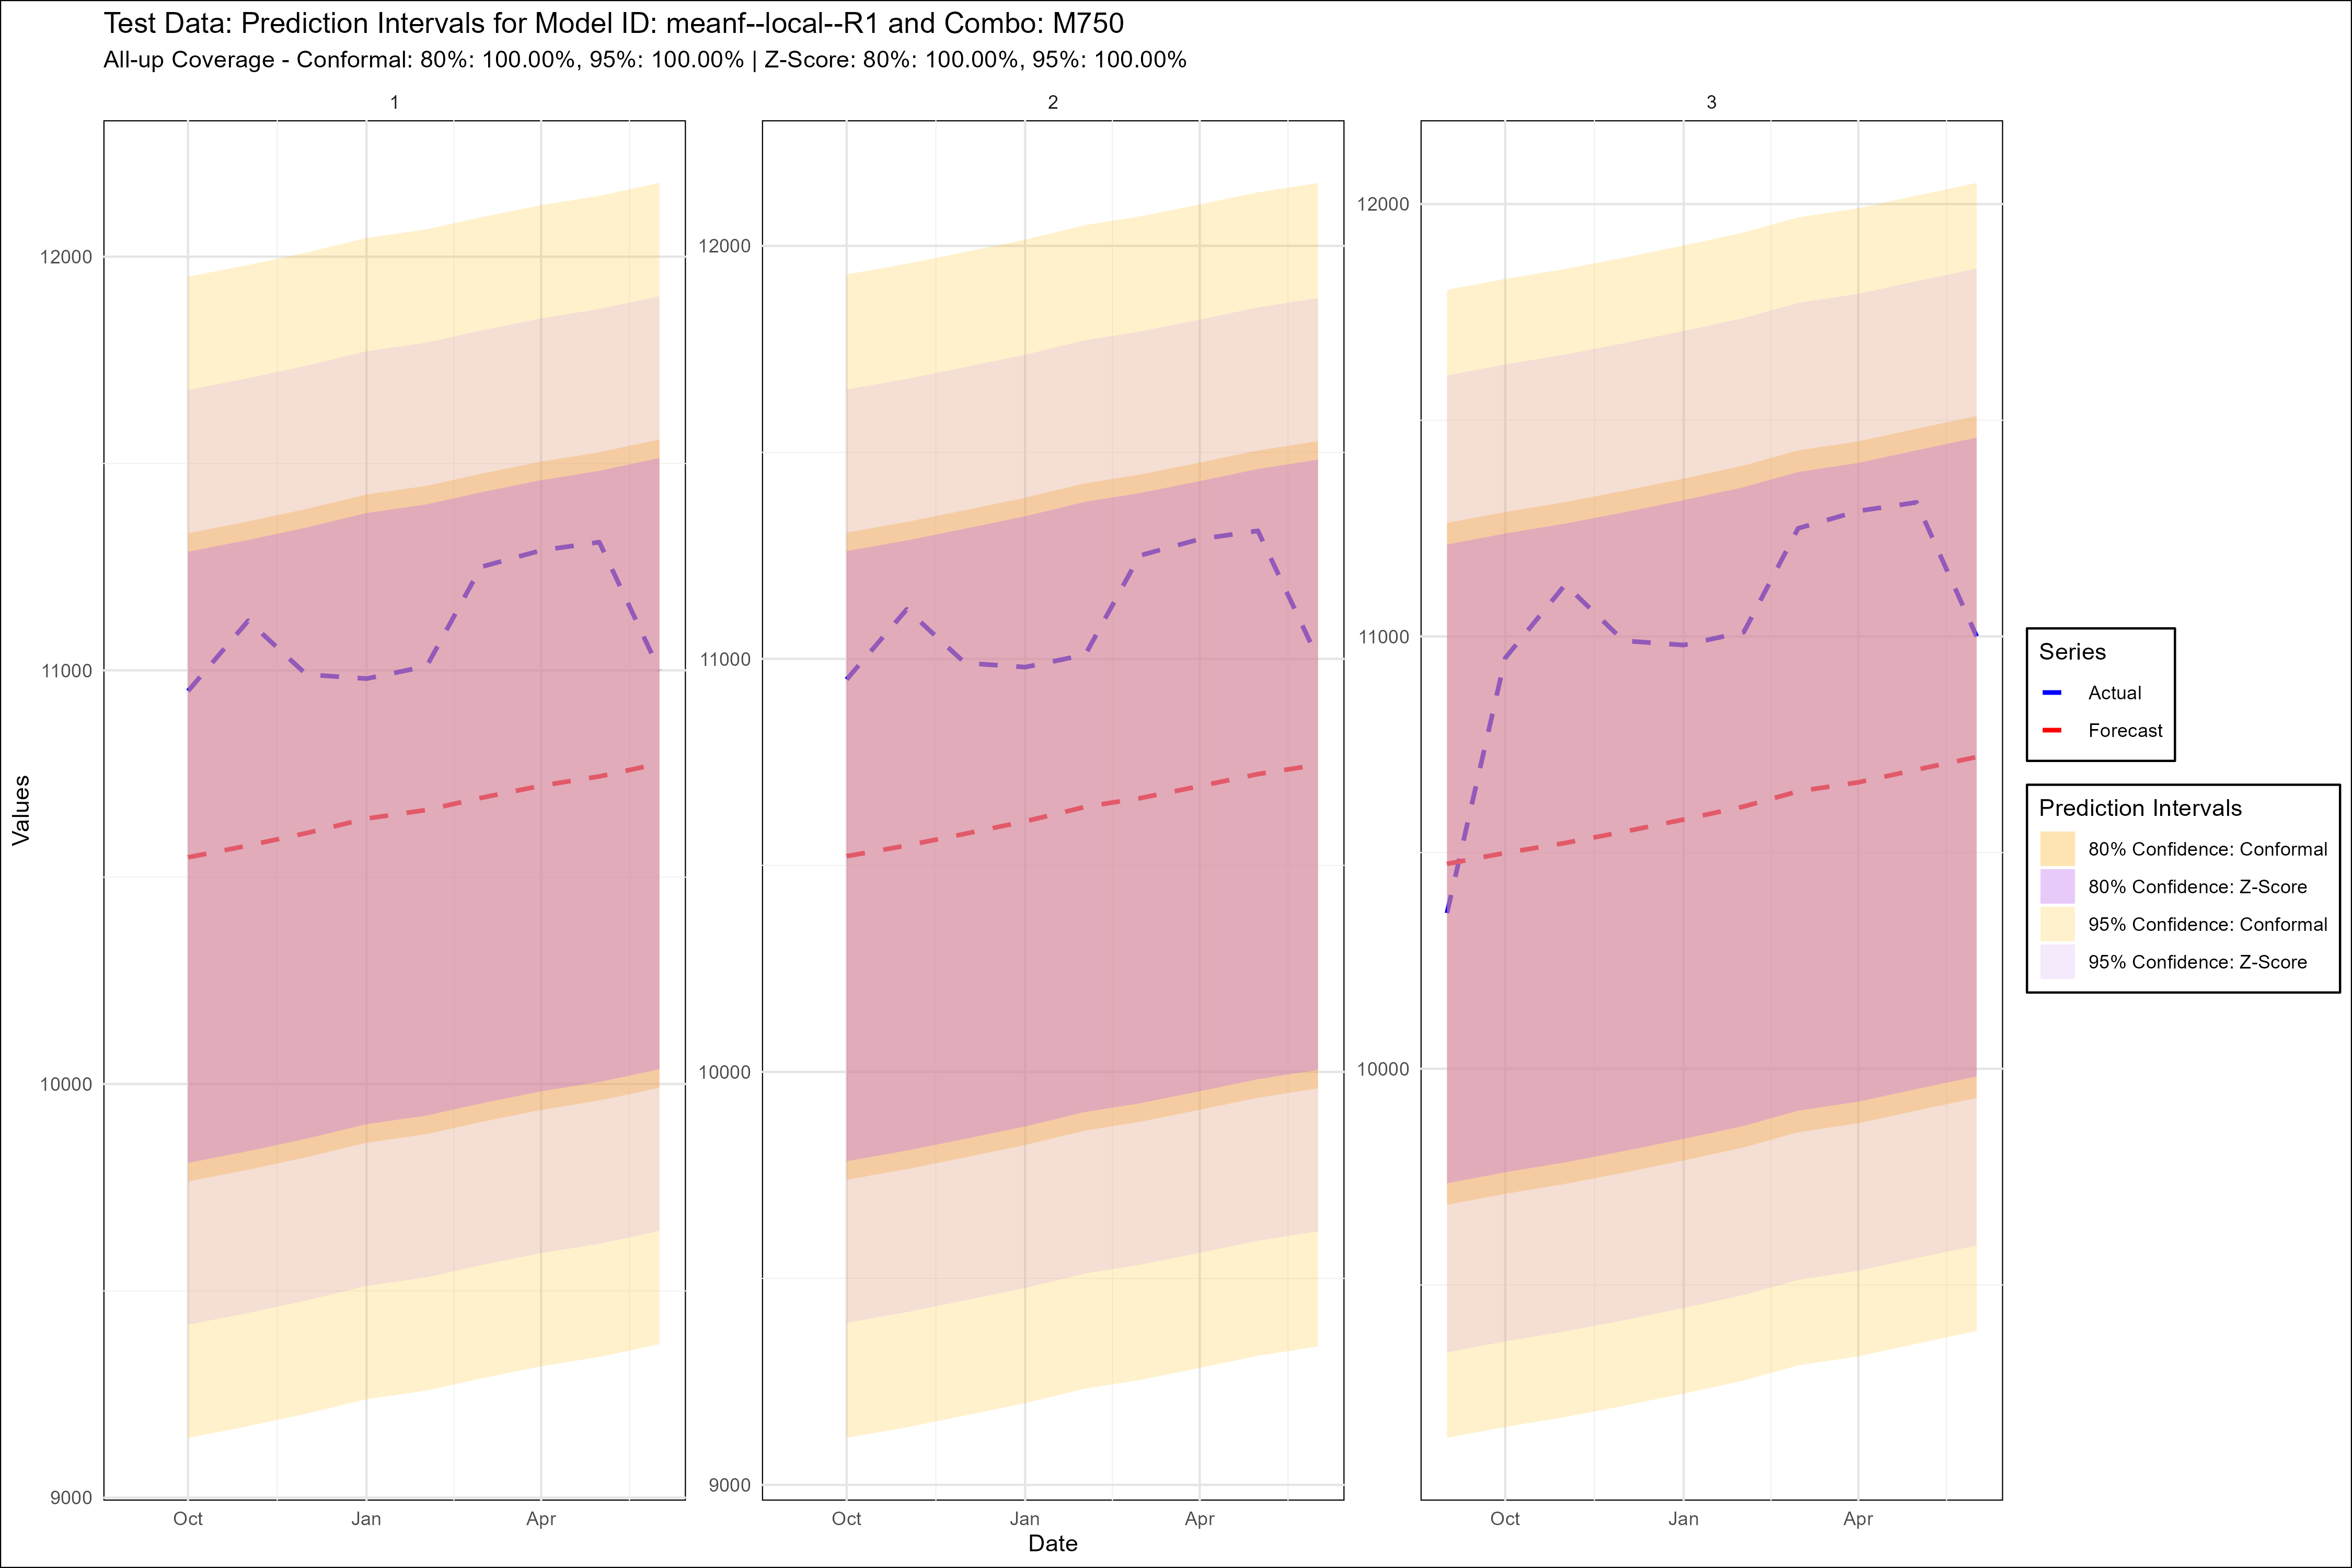 Test Data: Prediction Intervals for Model ID: meanf--local--R1 and Combo: M750
All-up Coverage - Conformal: 80%: 100.00%, 95%: 100.00% | Z-Score: 80%: 100.00%, 95%: 100.00%
1
2
3
12000
11000
10000
9000
12000
11000
10000
9000
12000
11000
10000
Values
Oct
Jan
Apr
Oct
Jan
Apr
Oct
Jan
Apr
Date
Series
Actual
Forecast
Prediction Intervals
80% Confidence: Conformal
80% Confidence: Z-Score
95% Confidence: Conformal
95% Confidence: Z-Score